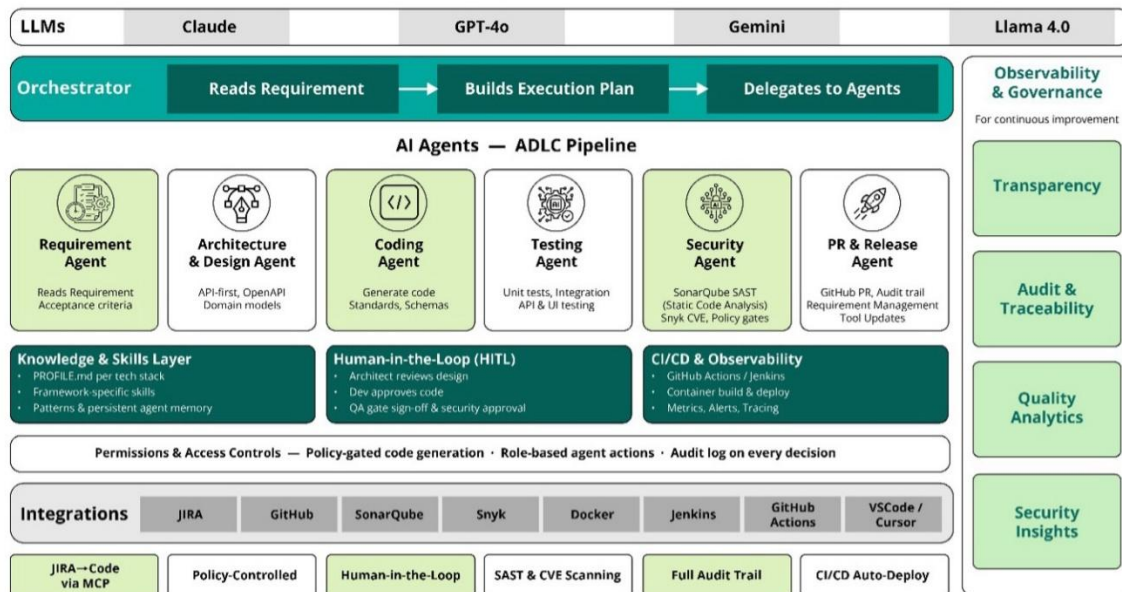 LLMs
Claude
GPT-4o
Gemini
Llama 4.0
Orchestrator
Reads Requirement
Builds Execution Plan
Delegates to Agents
AI Agents — ADLC Pipeline
Requirement
Agent
Reads Requirement
Acceptance criteria
Architecture
& Design Agent
API-first, OpenAPI
Domain models
Coding
Agent
Generate code
Standards, Schemas
AI
Testing
Agent
Unit tests, Integration
API & UI testing
Security
Agent
SonarQube SAST
(Static Code Analysis)
Snyk CVE, Policy gates
PR & Release
Agent
GitHub PR, Audit trail
Requirement Management
Tool Updates
Knowledge & Skills Layer
• PROFILE.md per tech stack
• Framework-specific skills
• Patterns & persistent agent memory
Human-in-the-Loop (HITL)
• Architect reviews design
• Dev approves code
• QA gate sign-off & security approval
CI/CD & Observability
• GitHub Actions / Jenkins
• Container build & deploy
• Metrics, Alerts, Tracing
Permissions & Access Controls — Policy-gated code generation · Role-based agent actions · Audit log on every decision
Integrations
JIRA
GitHub
SonarQube
Snyk
Docker
Jenkins
GitHub
Actions
VSCode /
Cursor
JIRA→Code
via MCP
Policy-Controlled
Human-in-the-Loop
SAST & CVE Scanning
Full Audit Trail
CI/CD Auto-Deploy
Observability
& Governance
For continuous improvement
Transparency
Audit &
Traceability
Quality
Analytics
Security
Insights